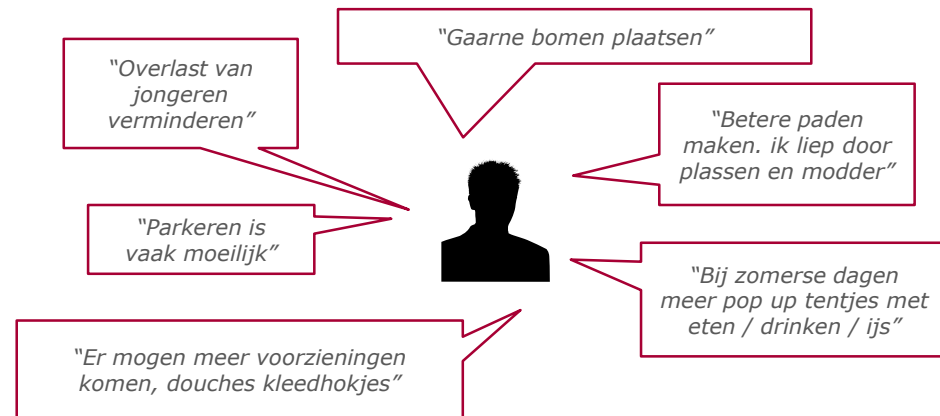 “Gaarne bomen plaatsen”
“Overlast van
jongeren
verminderen”
“Betere paden
maken. ik liep door
plassen en modder”
“Parkeren is
vaak moeilijk”
“Bij zomerse dagen
meer pop up tentjes met
eten / drinken / ijs”
“Er mogen meer voorzieningen
komen, douches kleedhokjes”